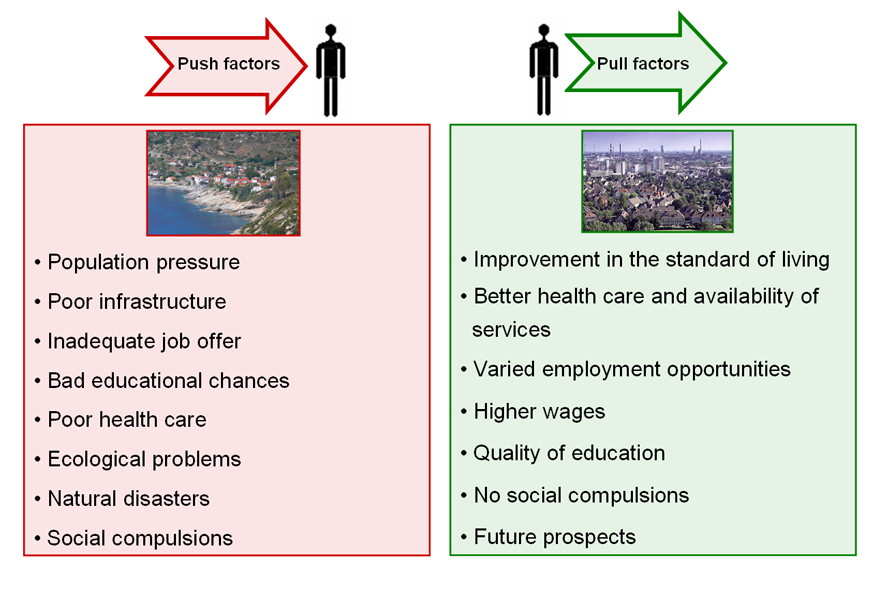 Push factors
Pull factors
• Population pressure
• Poor infrastructure
• Inadequate job offer
• Bad educational chances
• Poor health care
• Ecological problems
• Natural disasters
• Social compulsions
• Improvement in the standard of living
• Better health care and availability of
services
• Varied employment opportunities
• Higher wages
• Quality of education
• No social compulsions
• Future prospects